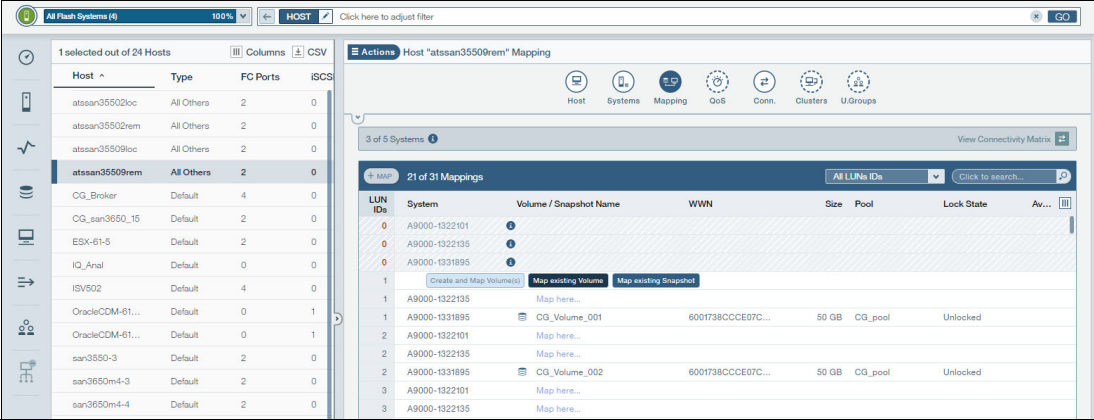 All Flash Systems (4) 100% HOST Click here to adjust filter GO
1 selected out of 24 Hosts Columns CSV
Host Type FC Ports iSCSI
atssan35502loc All Others 2 0
atssan35502rem All Others 2 0
atssan35509loc All Others 2 0
atssan35509rem All Others 2 0
CG_Broker Default 4 0
CG_san3650_15 Default 2 0
ESX-61-5 Default 2 0
IQ_Anal Default 0 0
ISV502 Default 4 0
OracleCDM-61... Default 0 1
OracleCDM-61... Default 0 1
san3550-3 Default 2 0
san3650m4-3 Default 2 0
san3650m4-4 Default 2 0
Actions Host "atssan35509rem" Mapping
Host Systems Mapping QoS Conn. Clusters U.Groups
3 of 5 Systems View Connectivity Matrix
+ MAP 21 of 31 Mappings All LUNs IDs Click to search...
LUN IDs System Volume / Snapshot Name WWN Size Pool Lock State Av...
0 A9000-1322101
0 A9000-1322135
0 A9000-1331895
1 Create and Map Volume(s) Map existing Volume Map existing Snapshot
1 A9000-1322135 Map here...
1 A9000-1331895 CG_Volume_001 6001738CCCE07C... 50 GB CG_pool Unlocked
2 A9000-1322101 Map here...
2 A9000-1322135 Map here...
2 A9000-1331895 CG_Volume_002 6001738CCCE07C... 50 GB CG_pool Unlocked
3 A9000-1322101 Map here...
3 A9000-1322135 Map here...